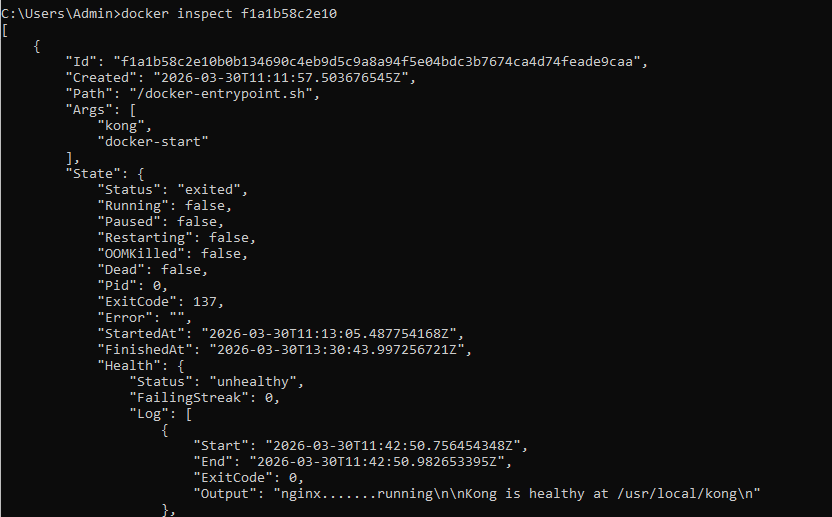 C:\Users\Admin>docker inspect f1a1b58c2e10
[
    {
        "Id": "f1a1b58c2e10b0b134690c4eb9d5c9a8a94f5e04bdc3b7674ca4d74feade9caa",
        "Created": "2026-03-30T11:11:57.503676545Z",
        "Path": "/docker-entrypoint.sh",
        "Args": [
            "kong",
            "docker-start"
        ],
        "State": {
            "Status": "exited",
            "Running": false,
            "Paused": false,
            "Restarting": false,
            "OOMKilled": false,
            "Dead": false,
            "Pid": 0,
            "ExitCode": 137,
            "Error": "",
            "StartedAt": "2026-03-30T11:13:05.487754168Z",
            "FinishedAt": "2026-03-30T13:30:43.997256721Z",
            "Health": {
                "Status": "unhealthy",
                "FailingStreak": 0,
                "Log": [
                    {
                        "Start": "2026-03-30T11:42:50.756454348Z",
                        "End": "2026-03-30T11:42:50.982653395Z",
                        "ExitCode": 0,
                        "Output": "nginx.......running\n\nKong is healthy at /usr/local/kong\n"
                    },